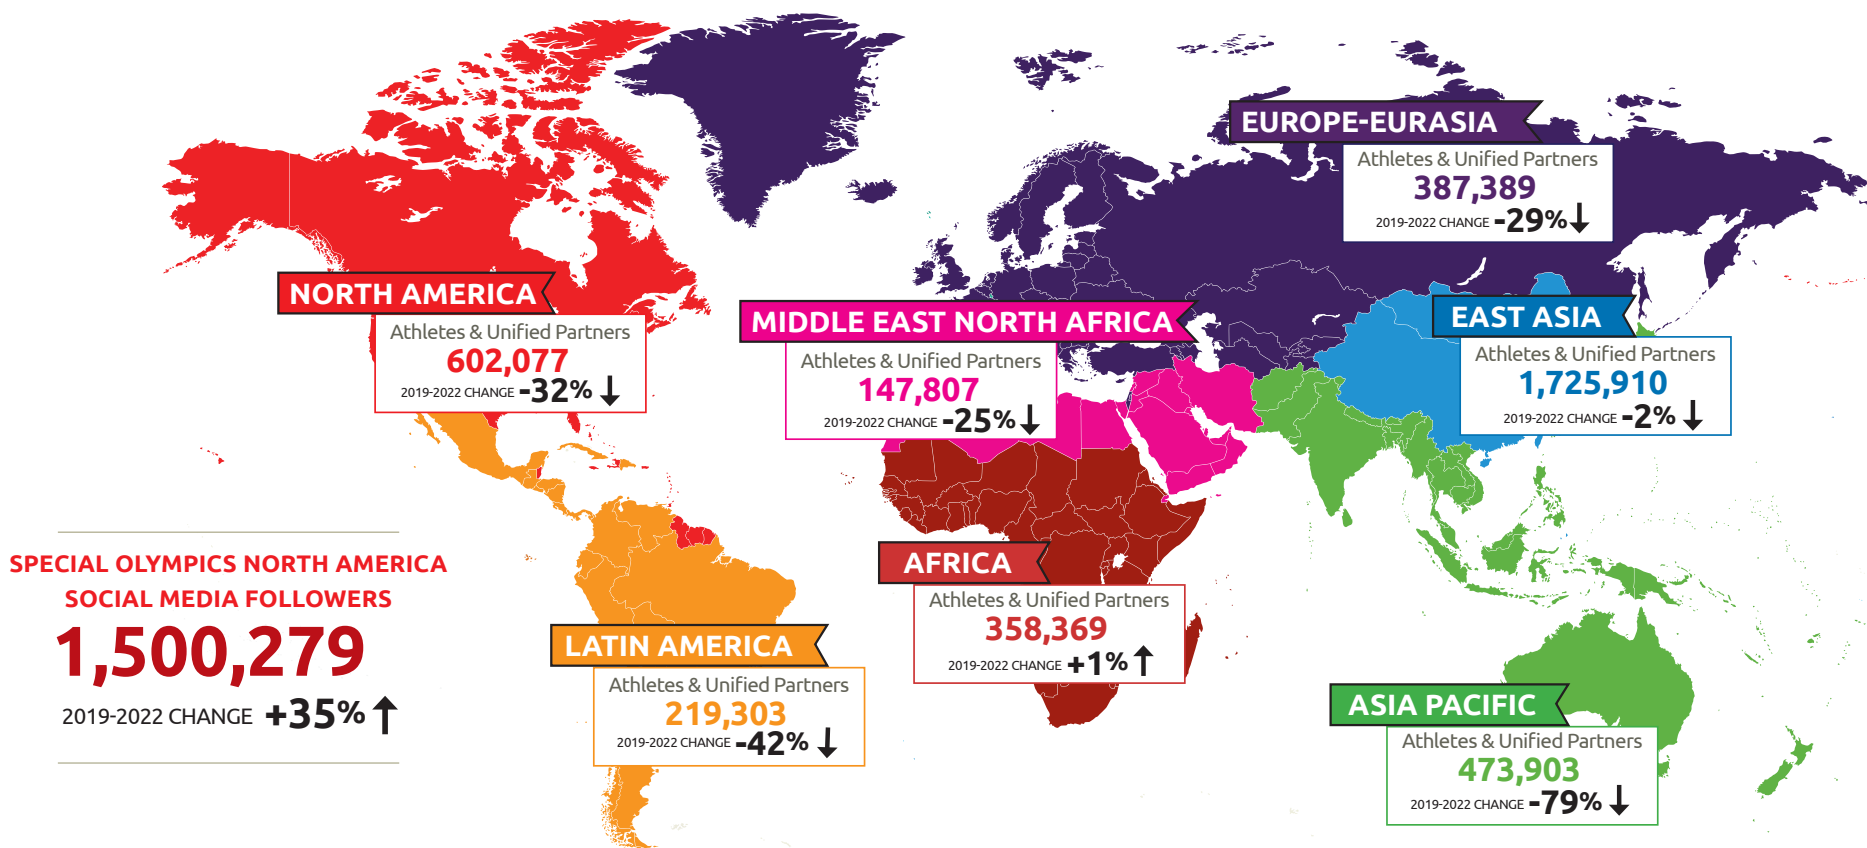 EUROPE-EURASIA
Athletes & Unified Partners
387,389
2019-2022 CHANGE -29%
NORTH AMERICA
Athletes & Unified Partners
602,077
2019-2022 CHANGE -32%
MIDDLE EAST NORTH AFRICA
Athletes & Unified Partners
147,807
2019-2022 CHANGE -25%
EAST ASIA
Athletes & Unified Partners
1,725,910
2019-2022 CHANGE -2%
SPECIAL OLYMPICS NORTH AMERICA
SOCIAL MEDIA FOLLOWERS
1,500,279
2019-2022 CHANGE +35%
AFRICA
Athletes & Unified Partners
358,369
2019-2022 CHANGE +1%
LATIN AMERICA
Athletes & Unified Partners
219,303
2019-2022 CHANGE -42%
ASIA PACIFIC
Athletes & Unified Partners
473,903
2019-2022 CHANGE -79%